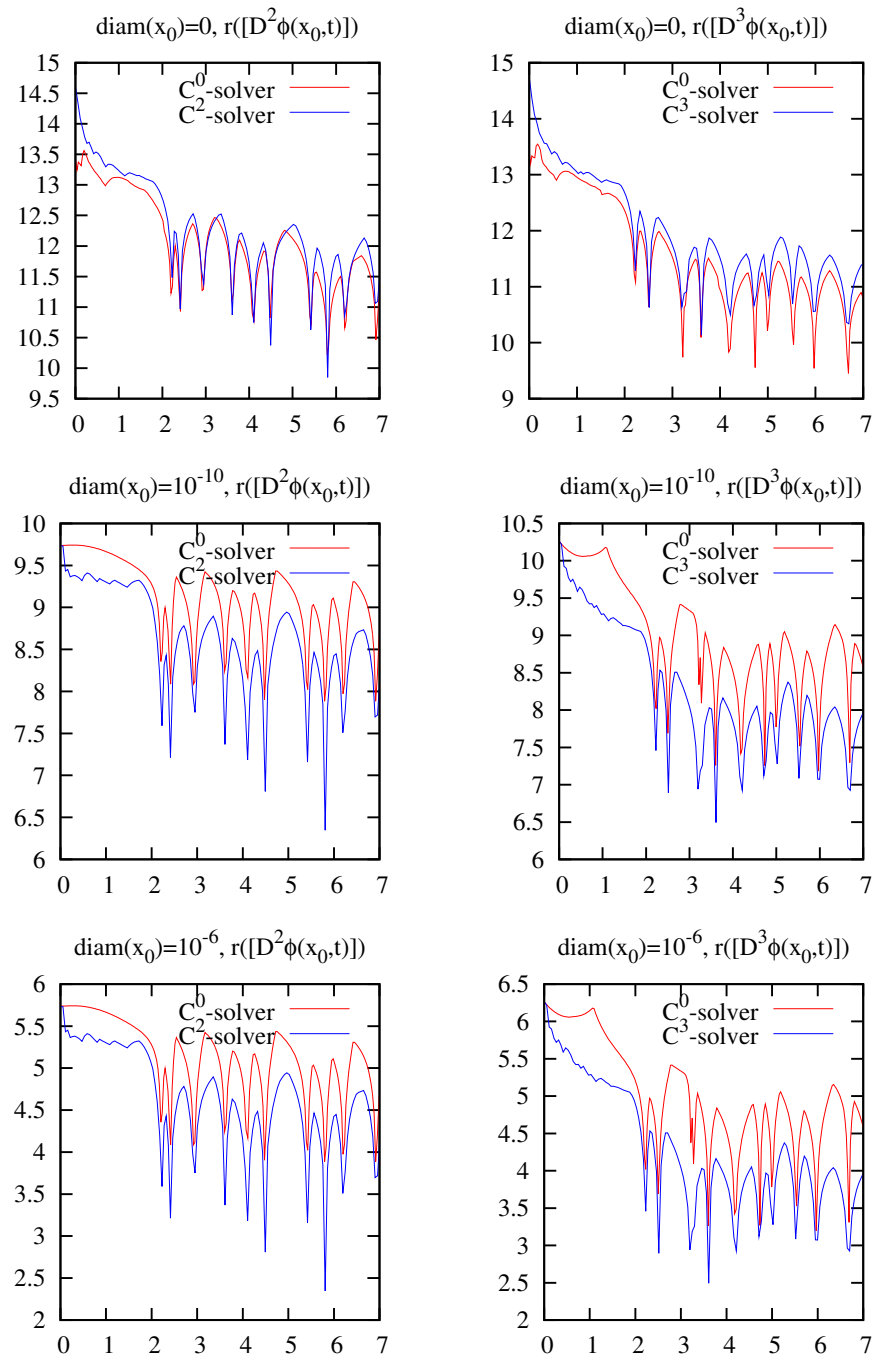 diam(x₀)=0, r([D²ϕ(x₀,t)])
15
14.5
14
13.5
13
12.5
12
11.5
11
10.5
10
9.5
C⁰-solver
C²-solver
0 1 2 3 4 5 6 7
diam(x₀)=0, r([D³ϕ(x₀,t)])
15
14
13
12
11
10
9
C⁰-solver
C³-solver
0 1 2 3 4 5 6 7
diam(x₀)=10⁻¹⁰, r([D²ϕ(x₀,t)])
10
9.5
9
8.5
8
7.5
7
6.5
6
C⁰-solver
C²-solver
0 1 2 3 4 5 6 7
diam(x₀)=10⁻¹⁰, r([D³ϕ(x₀,t)])
10.5
10
9.5
9
8.5
8
7.5
7
6.5
6
C⁰-solver
C³-solver
0 1 2 3 4 5 6 7
diam(x₀)=10⁻⁶, r([D²ϕ(x₀,t)])
6
5.5
5
4.5
4
3.5
3
2.5
2
C⁰-solver
C²-solver
0 1 2 3 4 5 6 7
diam(x₀)=10⁻⁶, r([D³ϕ(x₀,t)])
6.5
6
5.5
5
4.5
4
3.5
3
2.5
2
C⁰-solver
C³-solver
0 1 2 3 4 5 6 7